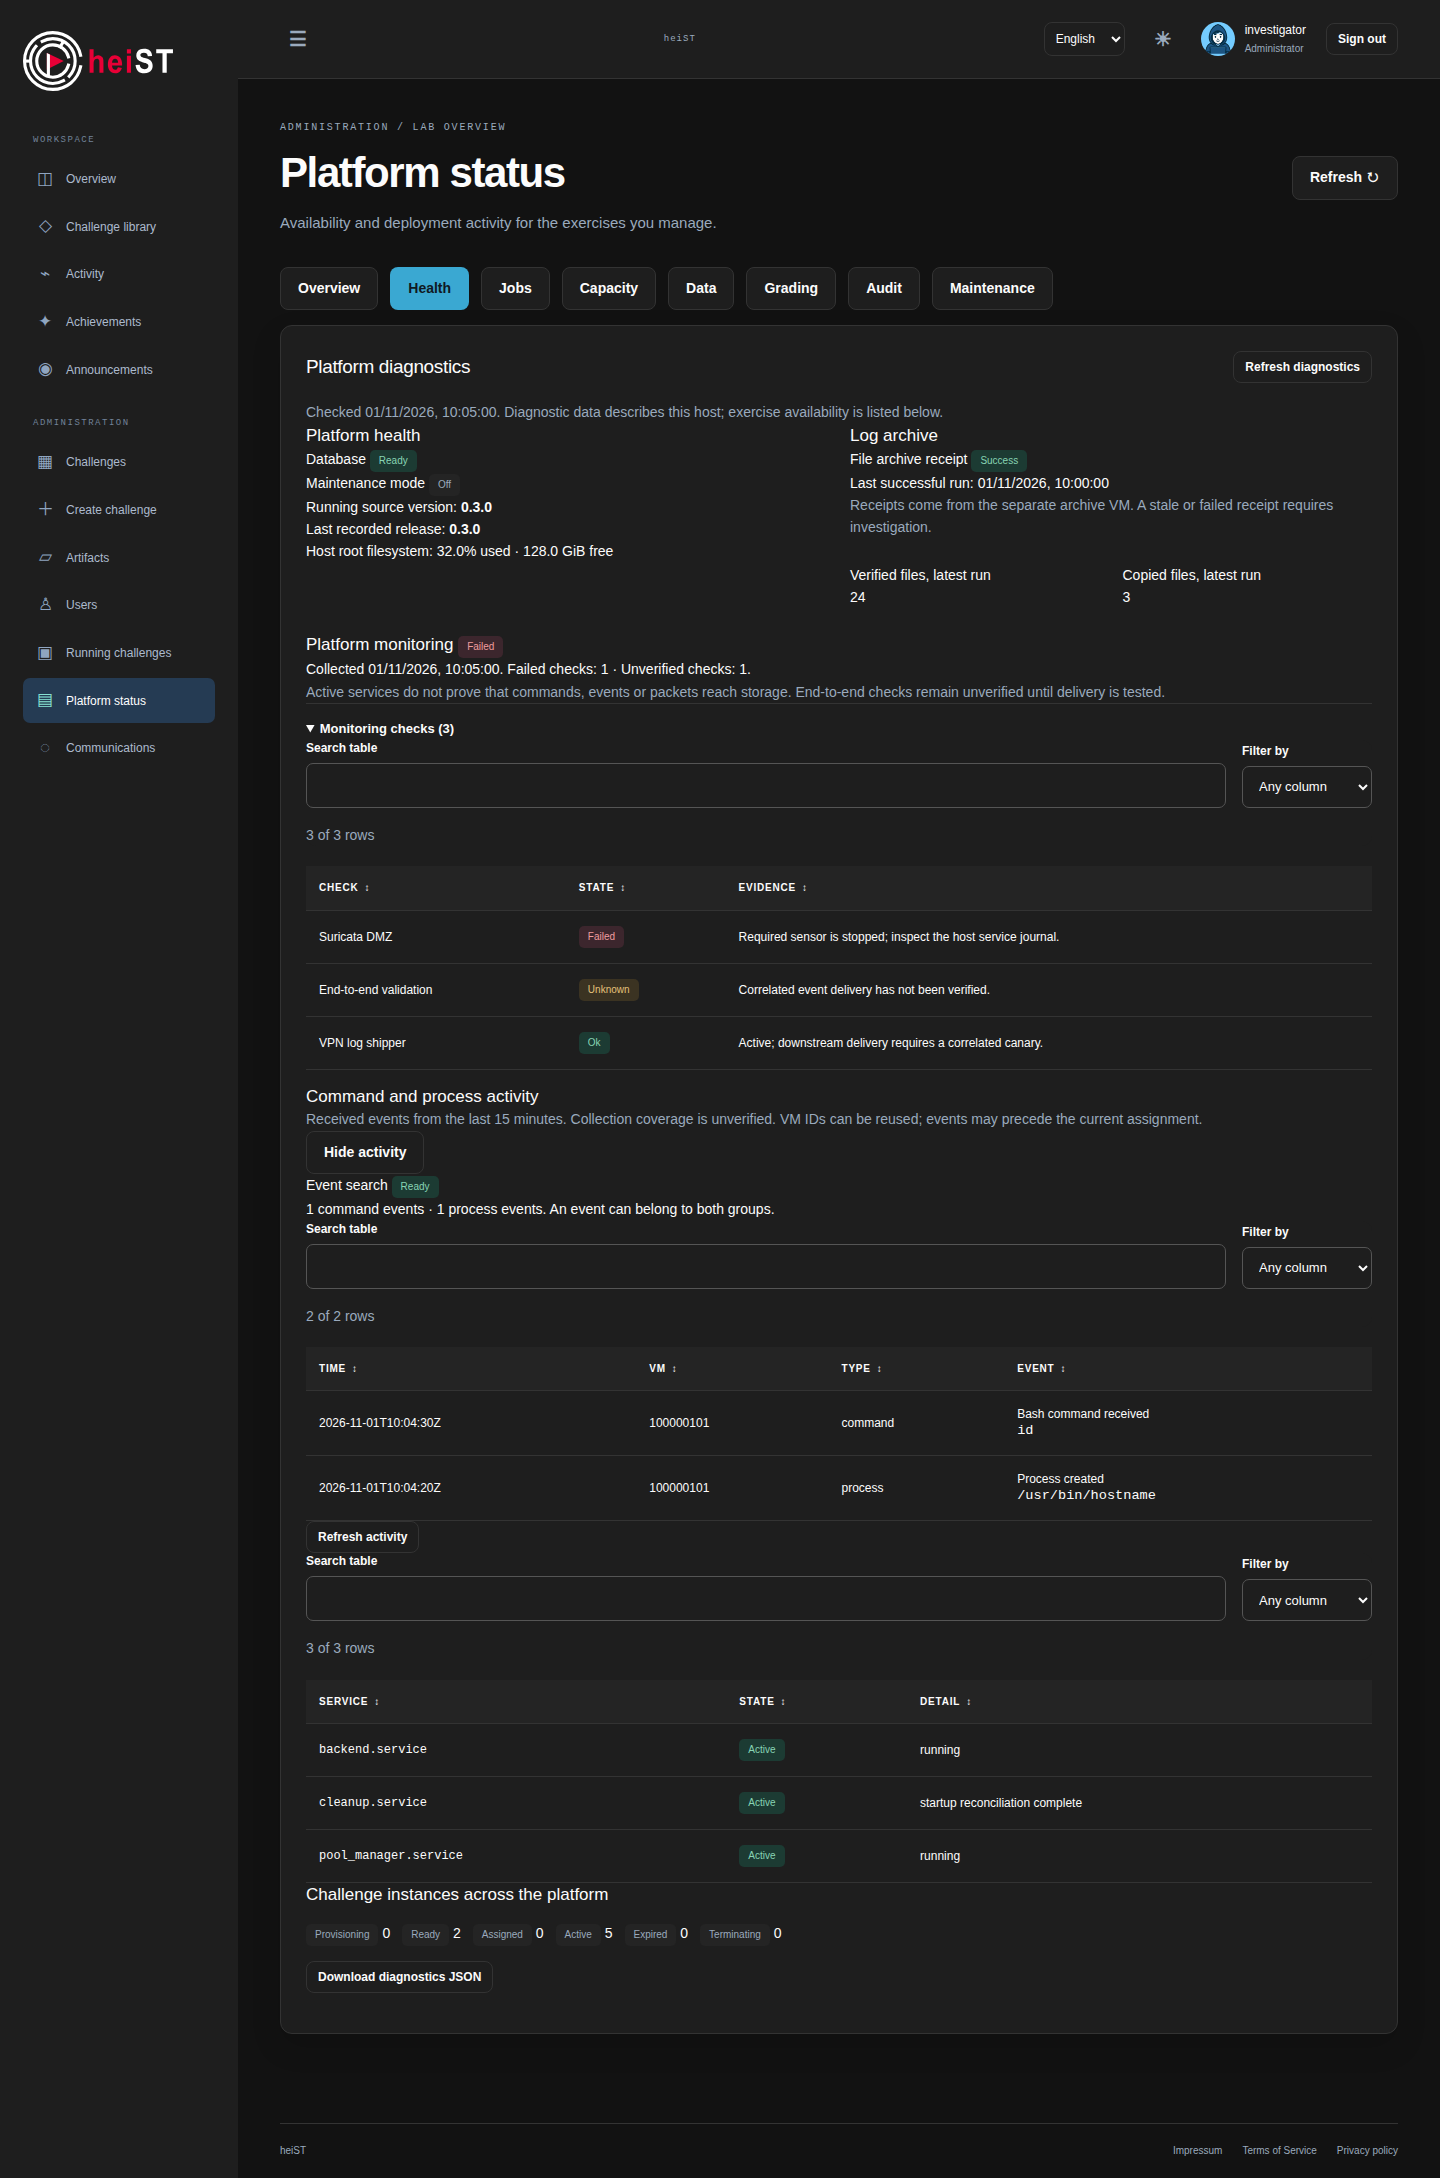 heiST
WORKSPACE
Overview
Challenge library
Activity
Achievements
Announcements
ADMINISTRATION
Challenges
Create challenge
Artifacts
Users
Running challenges
Platform status
Communications
heiST
English
investigator
Administrator
Sign out
ADMINISTRATION / LAB OVERVIEW
Platform status
Refresh ↻
Availability and deployment activity for the exercises you manage.
Overview Health Jobs Capacity Data Grading Audit Maintenance
Platform diagnostics
Refresh diagnostics
Checked 01/11/2026, 10:05:00. Diagnostic data describes this host; exercise availability is listed below.
Platform health
Database Ready
Maintenance mode Off
Running source version: 0.3.0
Last recorded release: 0.3.0
Host root filesystem: 32.0% used · 128.0 GiB free
Log archive
File archive receipt Success
Last successful run: 01/11/2026, 10:00:00
Receipts come from the separate archive VM. A stale or failed receipt requires
investigation.
Verified files, latest run Copied files, latest run
24 3
Platform monitoring Failed
Collected 01/11/2026, 10:05:00. Failed checks: 1 · Unverified checks: 1.
Active services do not prove that commands, events or packets reach storage. End-to-end checks remain unverified until delivery is tested.
▼ Monitoring checks (3)
Search table Filter by
Any column
3 of 3 rows
CHECK ↕ STATE ↕ EVIDENCE ↕
Suricata DMZ Failed Required sensor is stopped; inspect the host service journal.
End-to-end validation Unknown Correlated event delivery has not been verified.
VPN log shipper Ok Active; downstream delivery requires a correlated canary.
Command and process activity
Received events from the last 15 minutes. Collection coverage is unverified. VM IDs can be reused; events may precede the current assignment.
Hide activity
Event search Ready
1 command events · 1 process events. An event can belong to both groups.
Search table Filter by
Any column
2 of 2 rows
TIME ↕ VM ↕ TYPE ↕ EVENT ↕
2026-11-01T10:04:30Z 100000101 command Bash command received
id
2026-11-01T10:04:20Z 100000101 process Process created
/usr/bin/hostname
Refresh activity
Search table Filter by
Any column
3 of 3 rows
SERVICE ↕ STATE ↕ DETAIL ↕
backend.service Active running
cleanup.service Active startup reconciliation complete
pool_manager.service Active running
Challenge instances across the platform
Provisioning 0 Ready 2 Assigned 0 Active 5 Expired 0 Terminating 0
Download diagnostics JSON
heiST
Impressum Terms of Service Privacy policy